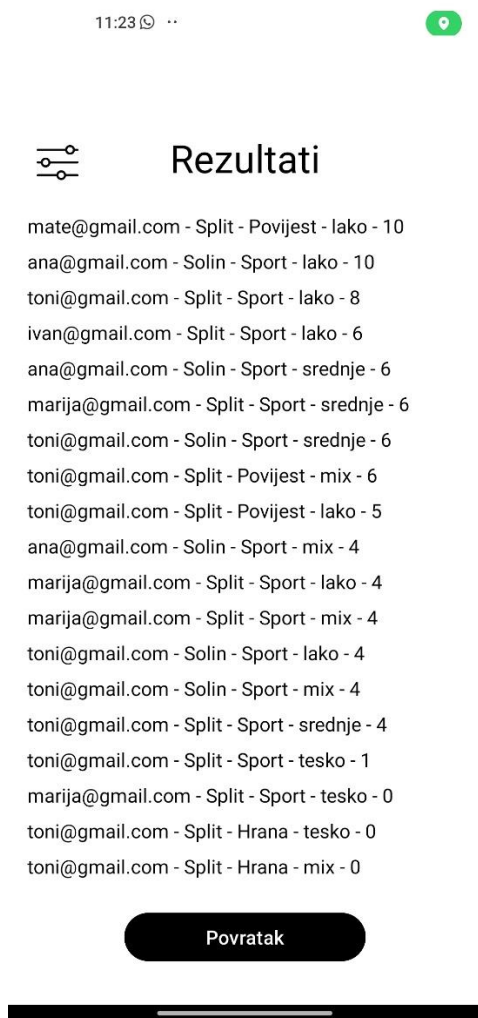 11:23
Rezultati
mate@gmail.com - Split - Povijest - lako - 10
ana@gmail.com - Solin - Sport - lako - 10
toni@gmail.com - Split - Sport - lako - 8
ivan@gmail.com - Split - Sport - lako - 6
ana@gmail.com - Solin - Sport - srednje - 6
marija@gmail.com - Split - Sport - srednje - 6
toni@gmail.com - Solin - Sport - srednje - 6
toni@gmail.com - Split - Povijest - mix - 6
toni@gmail.com - Split - Povijest - lako - 5
ana@gmail.com - Solin - Sport - mix - 4
marija@gmail.com - Split - Sport - lako - 4
marija@gmail.com - Split - Sport - mix - 4
toni@gmail.com - Solin - Sport - lako - 4
toni@gmail.com - Solin - Sport - mix - 4
toni@gmail.com - Split - Sport - srednje - 4
toni@gmail.com - Split - Sport - tesko - 1
marija@gmail.com - Split - Sport - tesko - 0
toni@gmail.com - Split - Hrana - tesko - 0
toni@gmail.com - Split - Hrana - mix - 0
Povratak